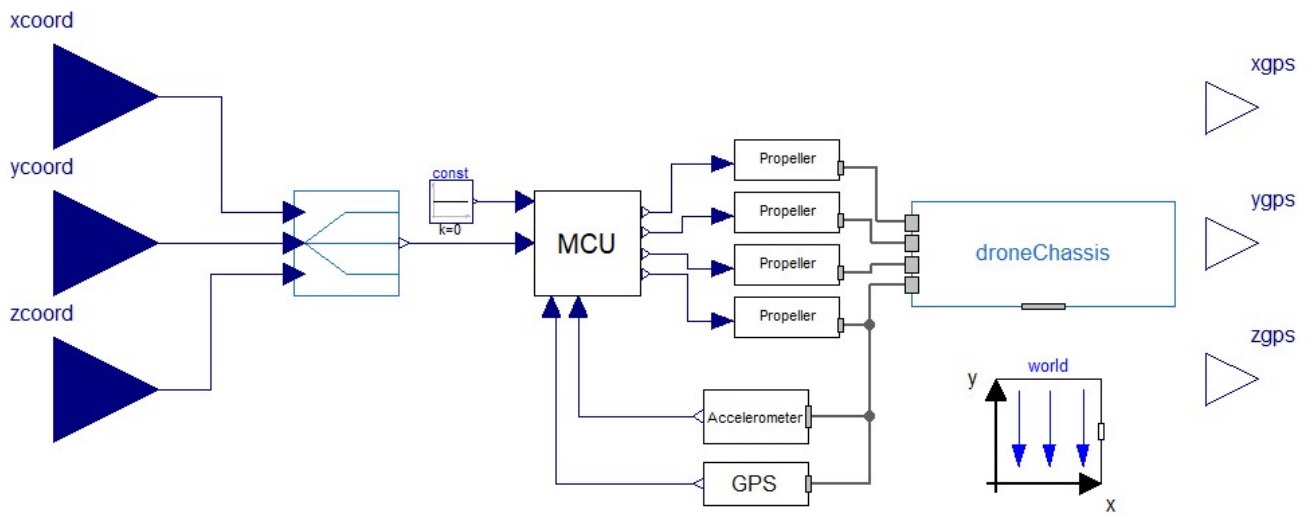 xcoord
ycoord
zcoord
const
k=0
MCU
Propeller
Propeller
Propeller
Propeller
Accelerometer
GPS
droneChassis
world
y
x
xgps
ygps
zgps